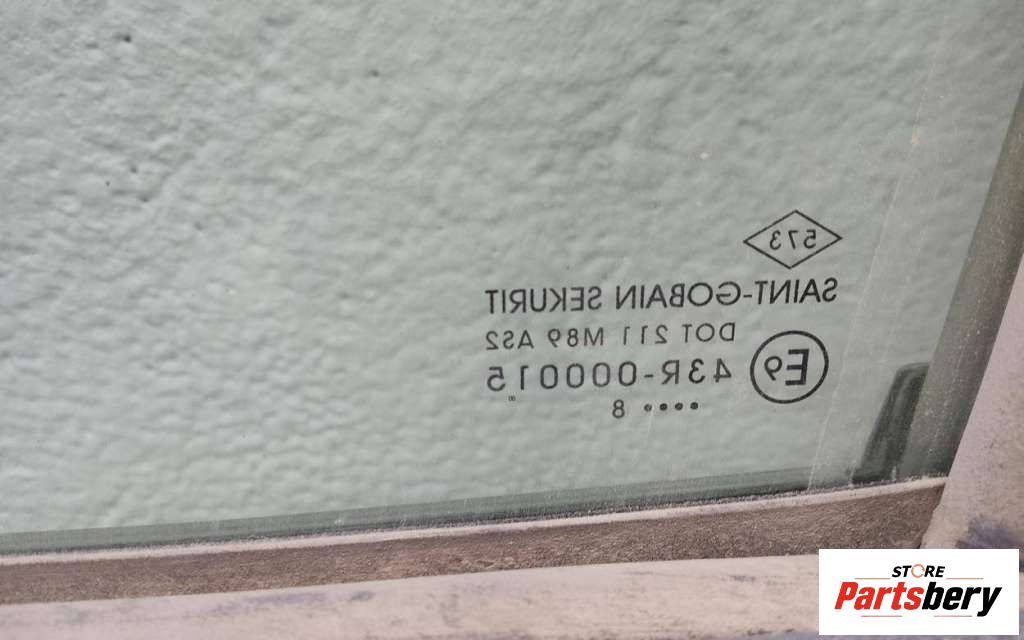 573
SAINT-GOBAIN SEKURIT
DOT 211 M89 AS2
E9 43R-000015
•••• 8
∞
STORE
Partsbery